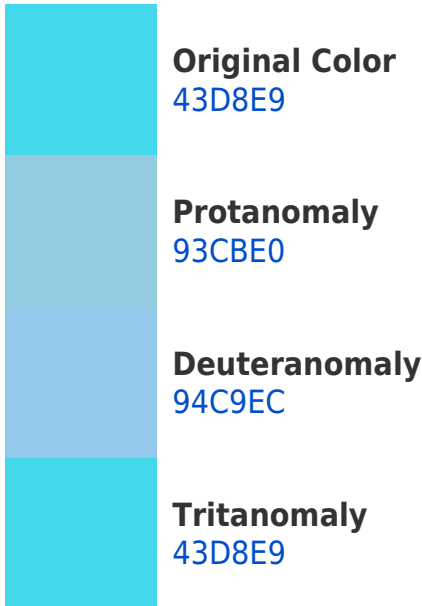 Original Color
43D8E9
Protanomaly
93CBE0
Deuteranomaly
94C9EC
Tritanomaly
43D8E9